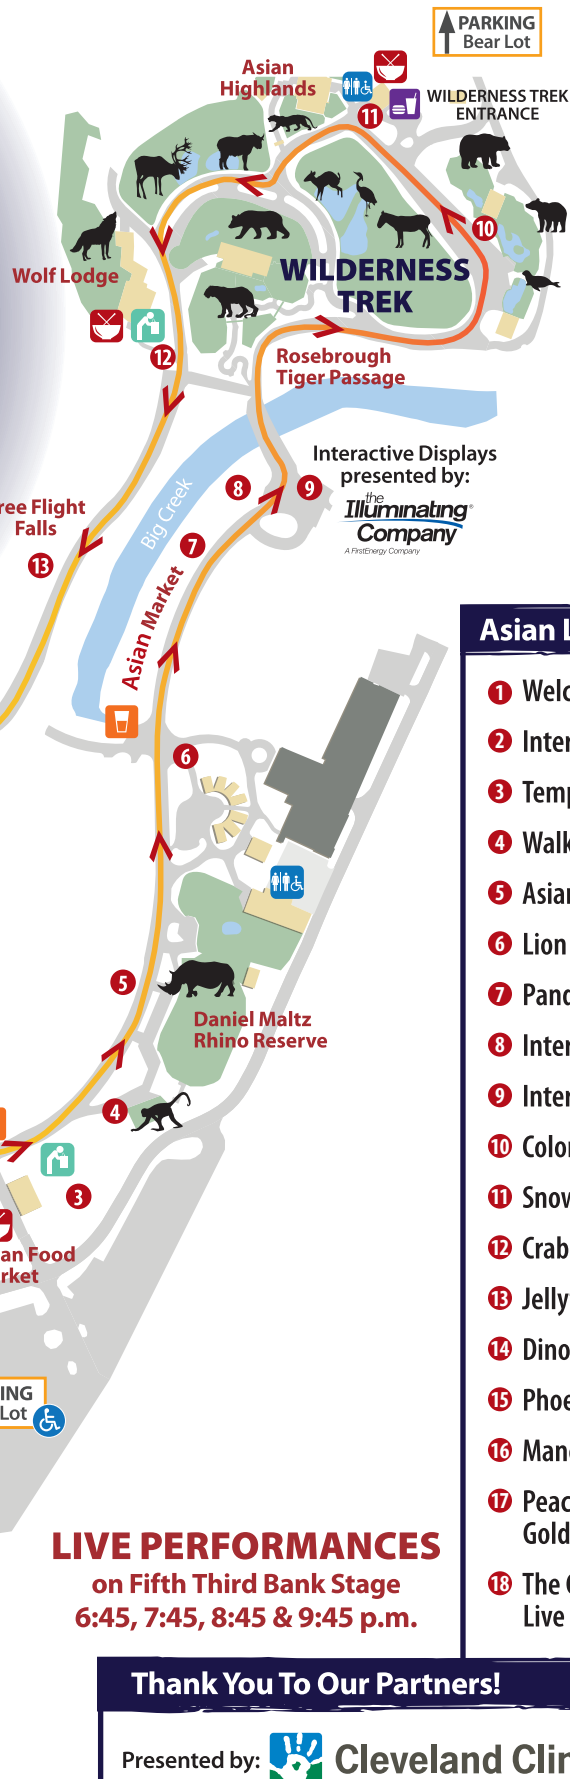 PARKING
Bear Lot
Asian
Highlands
11
WILDERNESS TREK
ENTRANCE
10
Wolf Lodge
WILDERNESS
TREK
12
Rosebrough
Tiger Passage
Interactive Displays
presented by:
the
Illuminating®
Company
A FirstEnergy Company
8
9
Big Creek
ree Flight
Falls
13
7
Asian Market
6
5
Daniel Maltz
Rhino Reserve
4
3
an Food
rket
ING
Lot
Asian L
1 Welc
2 Inter
3 Temp
4 Walk
5 Asian
6 Lion
7 Pand
8 Inter
9 Inter
10 Color
11 Snow
12 Crab
13 Jelly
14 Dino
15 Phoe
16 Mand
17 Peac
Gold
18 The
Live
LIVE PERFORMANCES
on Fifth Third Bank Stage
6:45, 7:45, 8:45 & 9:45 p.m.
Thank You To Our Partners!
Presented by:
Cleveland Clin